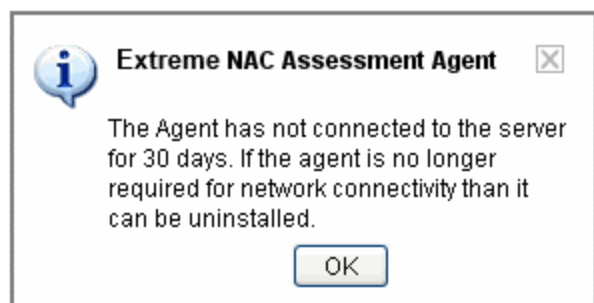 Extreme NAC Assessment Agent
The Agent has not connected to the server
for 30 days. If the agent is no longer
required for network connectivity than it
can be uninstalled.
OK